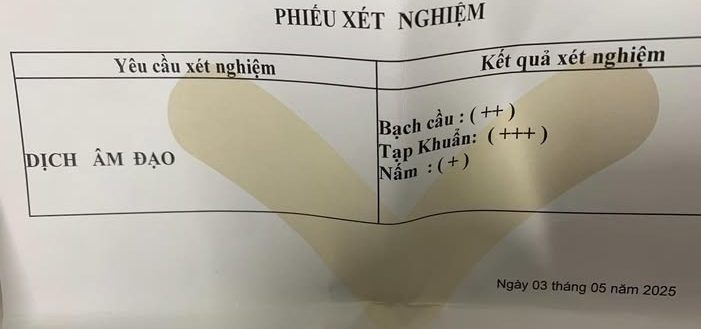 PHIẾU XÉT NGHIỆM
Yêu cầu xét nghiệm
Kết quả xét nghiệm
DỊCH ÂM ĐẠO
Bạch cầu : ( ++ )
Tạp Khuẩn: ( +++ )
Nấm : ( + )
Ngày 03 tháng 05 năm 2025